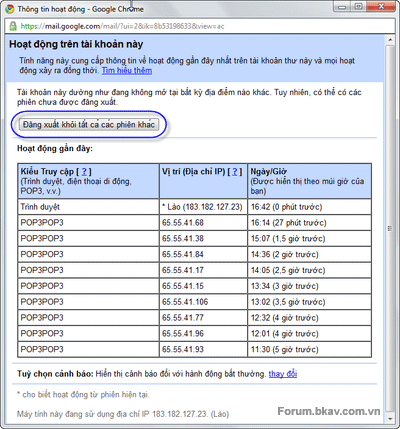 Thông tin hoạt động - Google Chrome
https://mail.google.com/mail/?ui=2&ik=8b53198633&view=ac
Hoạt động trên tài khoản này
Tính năng này cung cấp thông tin về hoạt động gần đây nhất trên tài khoản thư này và mọi hoạt
động xảy ra đồng thời. Tìm hiểu thêm
Tài khoản này dường như đang không mở tại bất kỳ địa điểm nào khác. Tuy nhiên, có thể có các
phiên chưa được đăng xuất.
Đăng xuất khỏi tất cả các phiên khác
Hoạt động gần đây:
Kiểu Truy cập [ ? ] Vị trí (Địa chỉ IP) [ ? ] Ngày/Giờ
(Trình duyệt, điện thoại di động, (Được hiển thị theo múi giờ của
POP3, v.v.) bạn)
Trình duyệt * Lào (183.182.127.23) 16:42 (0 phút trước)
POP3POP3 65.55.41.68 16:14 (27 phút trước)
POP3POP3 65.55.41.38 15:07 (1,5 giờ trước)
POP3POP3 65.55.41.84 14:36 (2 giờ trước)
POP3POP3 65.55.41.17 14:05 (2,5 giờ trước)
POP3POP3 65.55.41.15 13:34 (3 giờ trước)
POP3POP3 65.55.41.106 13:02 (3,5 giờ trước)
POP3POP3 65.55.41.77 12:32 (4 giờ trước)
POP3POP3 65.55.41.96 12:01 (4 giờ trước)
POP3POP3 65.55.41.93 11:30 (5 giờ trước)
Tuỳ chọn cảnh báo: Hiển thị cảnh báo đối với hành động bất thường. thay đổi
* cho biết hoạt động từ phiên hiện tại.
Máy tính này đang sử dụng địa chỉ IP 183.182.127.23. (Lào)
Forum.bkav.com.vn